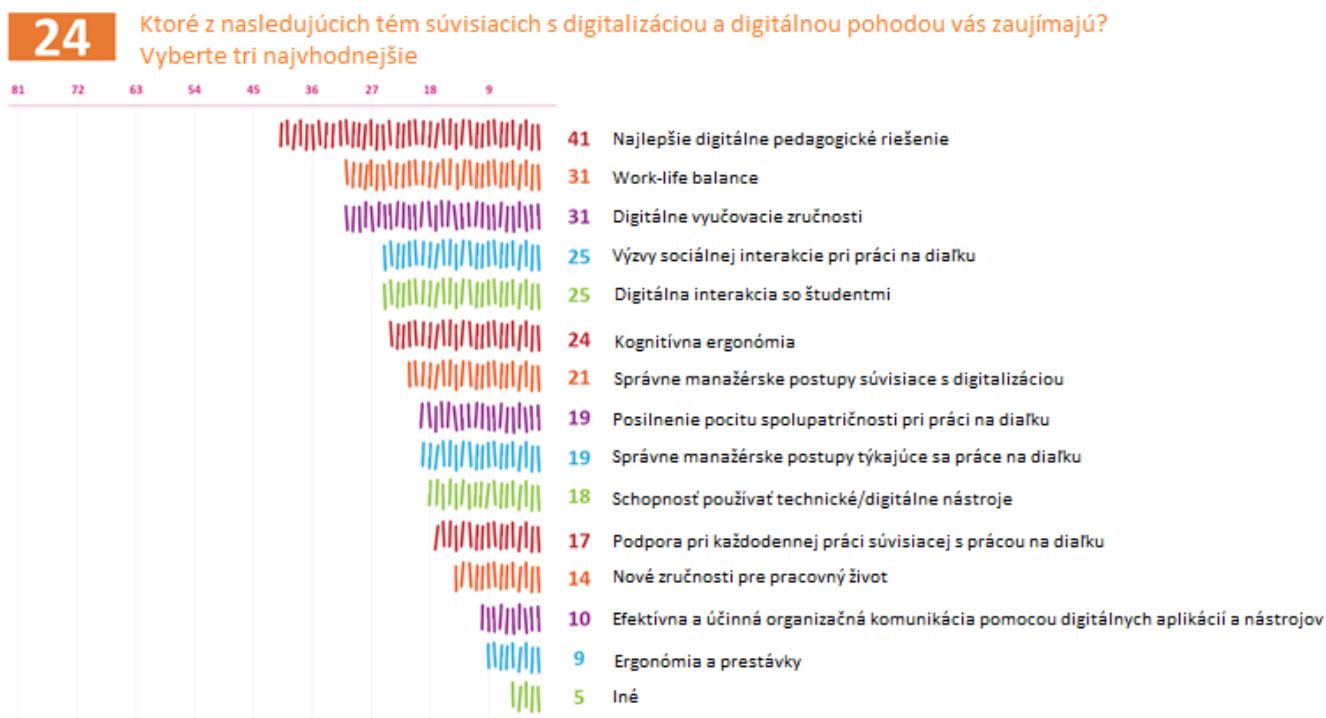 24
Ktoré z nasledujúcich tém súvisiacich s digitalizáciou a digitálnou pohodou vás zaujímajú?
Vyberte tri najvhodnejšie
81 72 63 54 45 36 27 18 9
41 Najlepšie digitálne pedagogické riešenie
31 Work-life balance
31 Digitálne vyučovacie zručnosti
25 Výzvy sociálnej interakcie pri práci na diaľku
25 Digitálna interakcia so študentmi
24 Kognitívna ergonómia
21 Správne manažérske postupy súvisiace s digitalizáciou
19 Posilnenie pocitu spolupatričnosti pri práci na diaľku
19 Správne manažérske postupy týkajúce sa práce na diaľku
18 Schopnosť používať technické/digitálne nástroje
17 Podpora pri každodennej práci súvisiacej s prácou na diaľku
14 Nové zručnosti pre pracovný život
10 Efektívna a účinná organizačná komunikácia pomocou digitálnych aplikácií a nástrojov
9 Ergonómia a prestávky
5 Iné